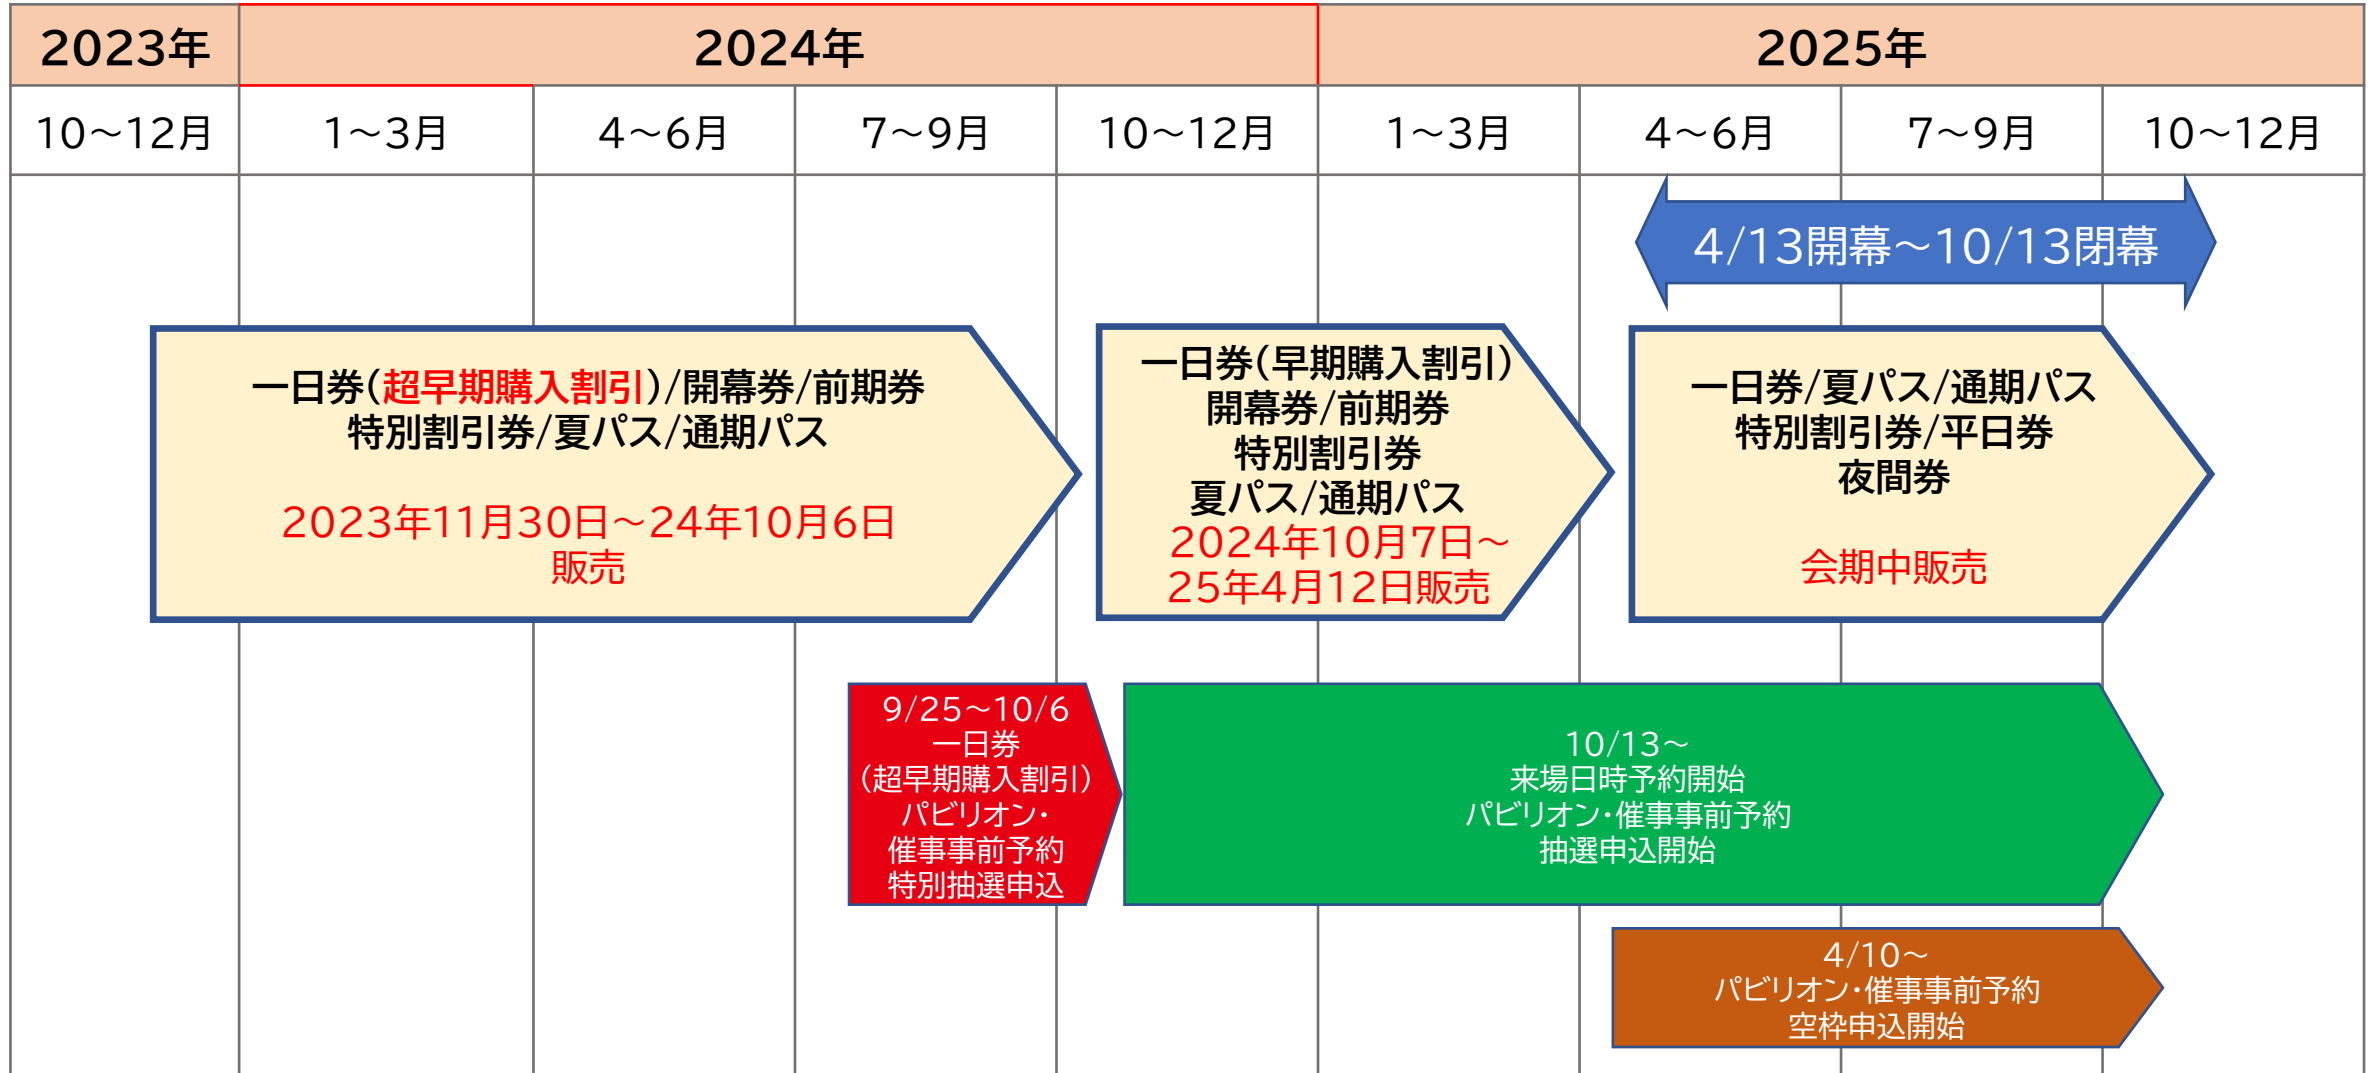 2023年
2024年
2025年
10～12月
1～3月
4～6月
7～9月
10～12月
1～3月
4～6月
7～9月
10～12月
4/13開幕～10/13閉幕
一日券(超早期購入割引)/開幕券/前期券
特別割引券/夏パス/通期パス
2023年11月30日～24年10月6日
販売
一日券(早期購入割引)
開幕券/前期券
特別割引券
夏パス/通期パス
2024年10月7日～
25年4月12日販売
一日券/夏パス/通期パス
特別割引券/平日券
夜間券
会期中販売
9/25～10/6
一日券
(超早期購入割引)
パビリオン・
催事事前予約
特別抽選申込
10/13～
来場日時予約開始
パビリオン・催事事前予約
抽選申込開始
4/10～
パビリオン・催事事前予約
空枠申込開始